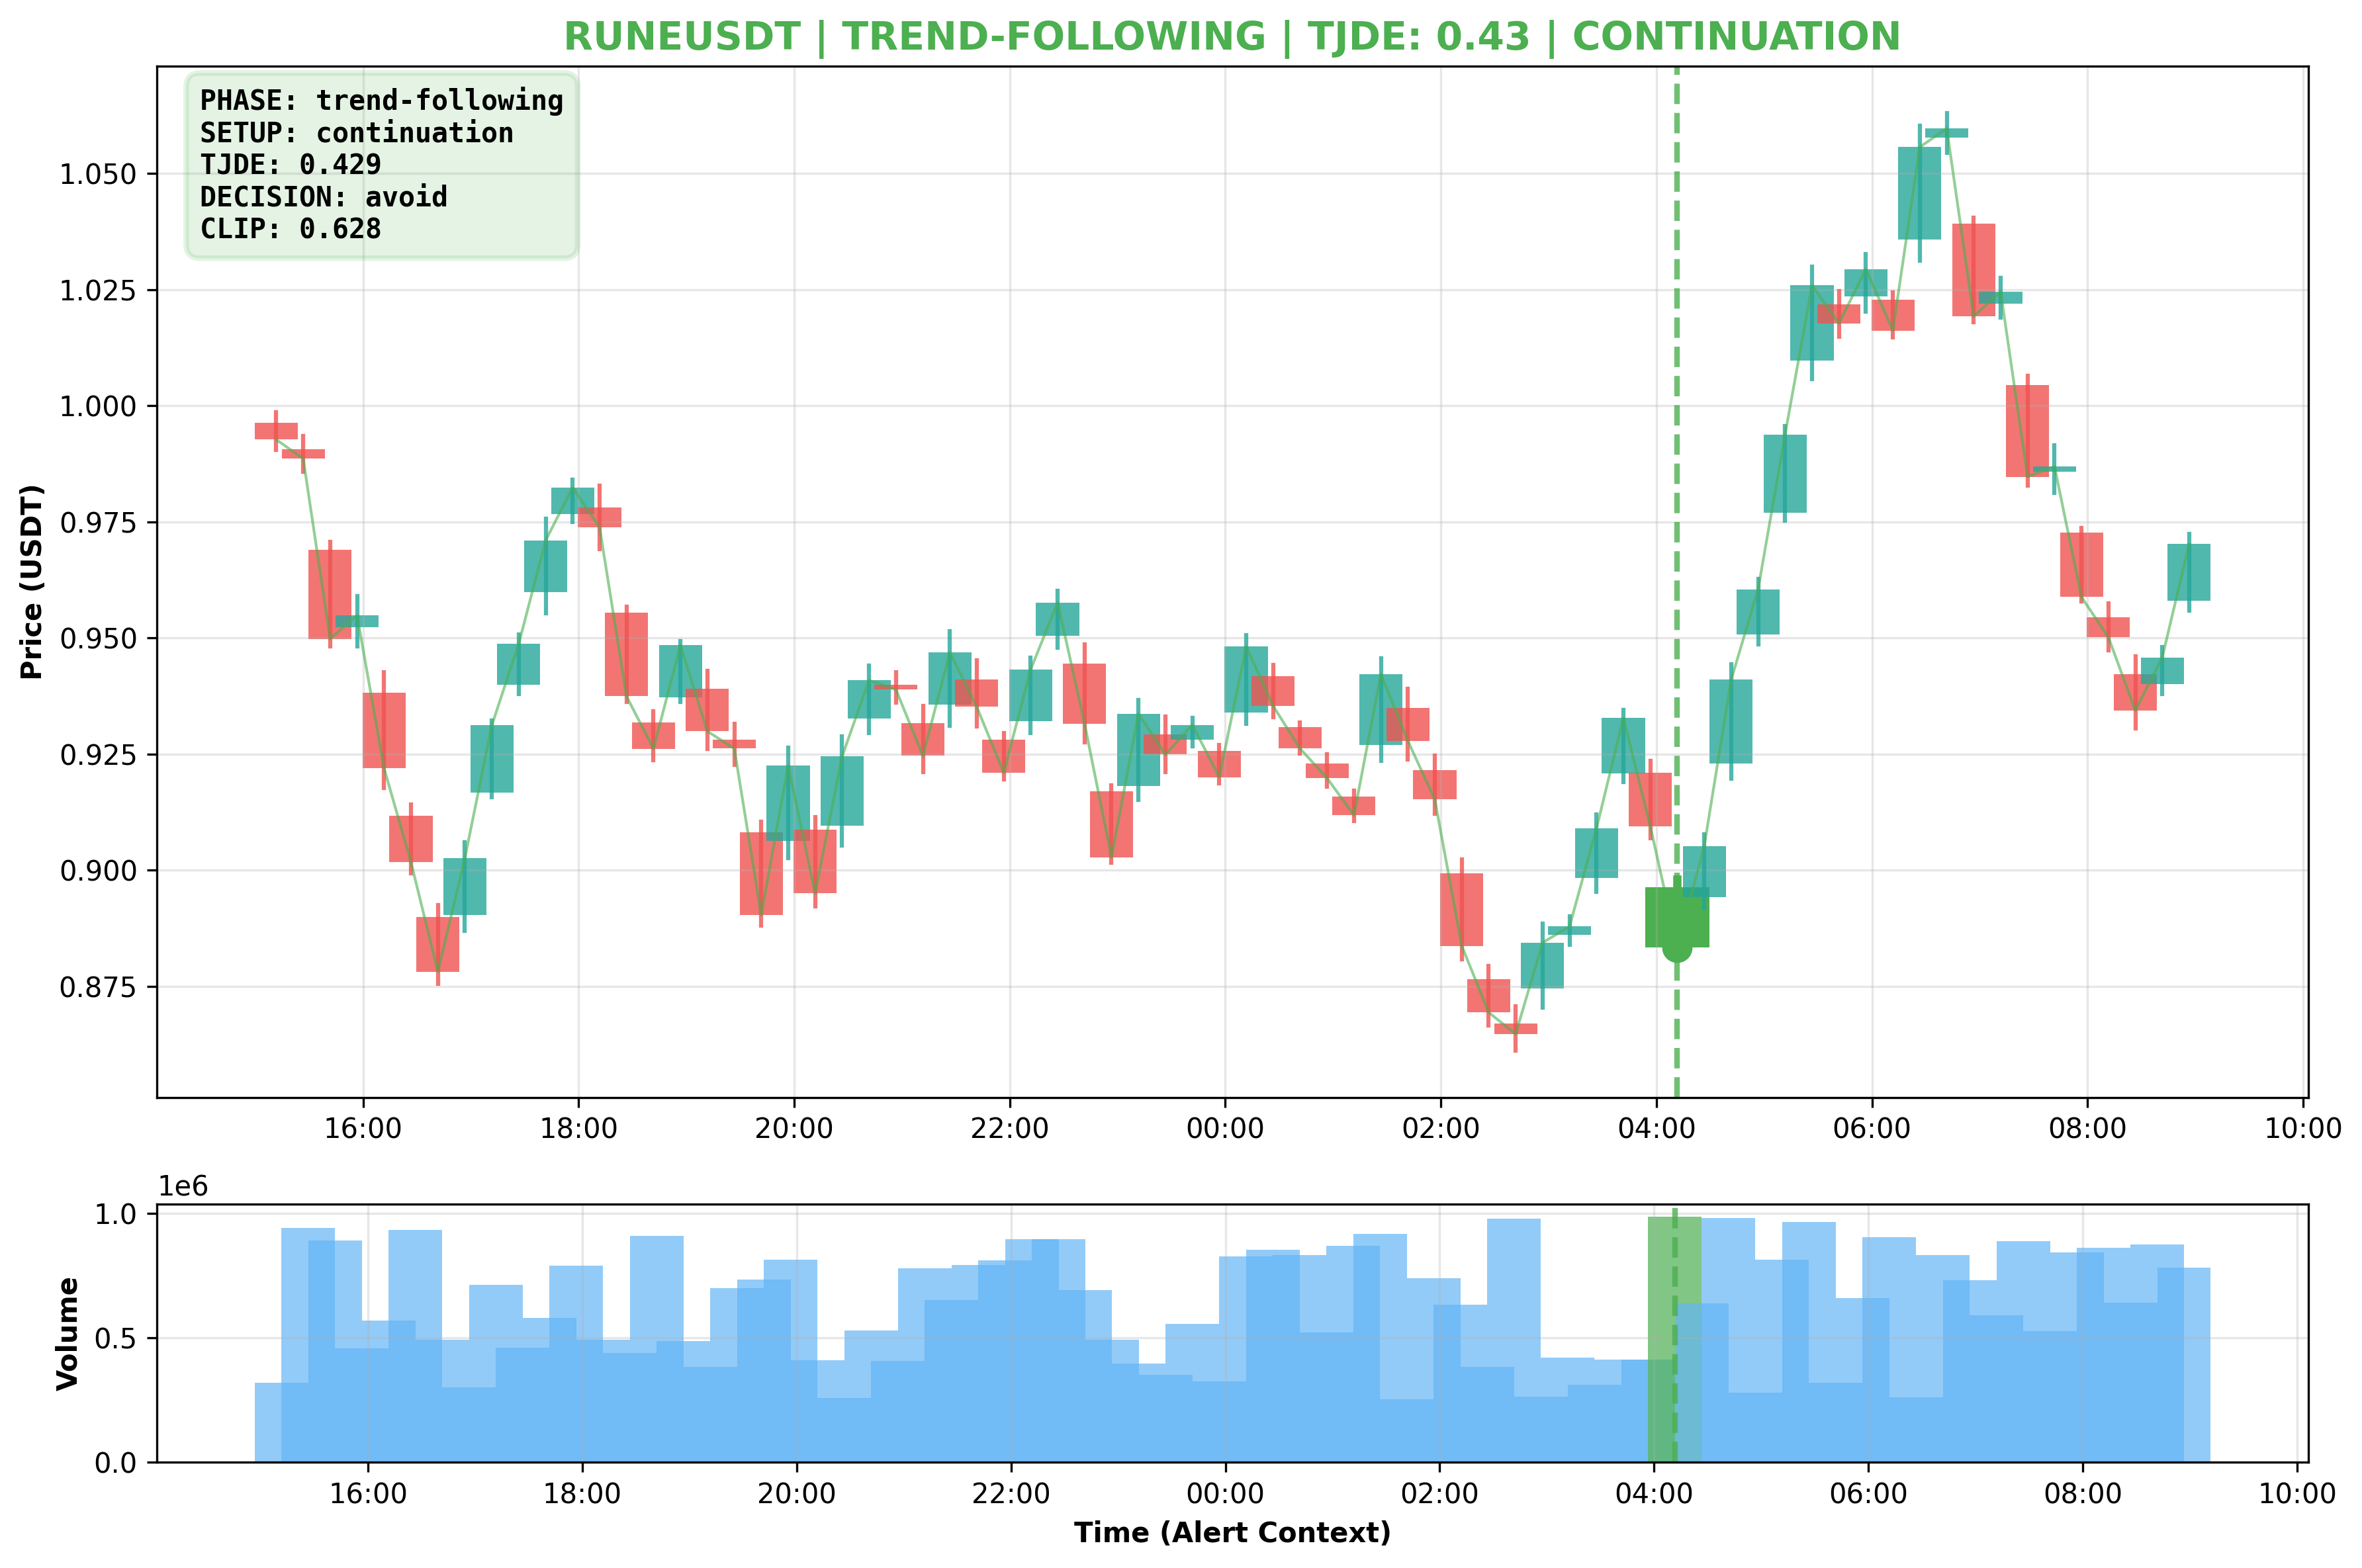 RUNEUSDT | TREND-FOLLOWING | TJDE: 0.43 | CONTINUATION
PHASE: trend-following
SETUP: continuation
TJDE: 0.429
DECISION: avoid
CLIP: 0.628
Price (USDT)
1.050
1.025
1.000
0.975
0.950
0.925
0.900
0.875
16:00 18:00 20:00 22:00 00:00 02:00 04:00 06:00 08:00 10:00
1e6
Volume
1.0
0.5
0.0
16:00 18:00 20:00 22:00 00:00 02:00 04:00 06:00 08:00 10:00
Time (Alert Context)